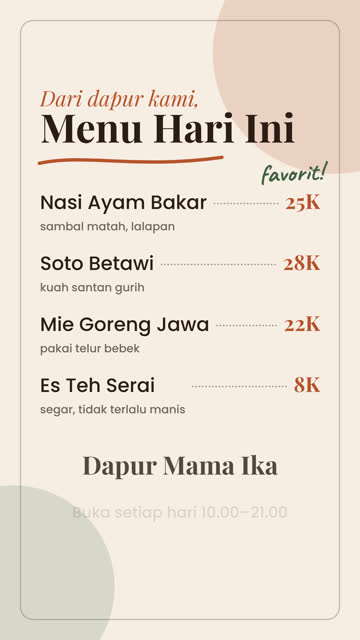 Dari dapur kami,
Menu Hari Ini
favorit!
Nasi Ayam Bakar 25K
sambal matah, lalapan
Soto Betawi 28K
kuah santan gurih
Mie Goreng Jawa 22K
pakai telur bebek
Es Teh Serai 8K
segar, tidak terlalu manis
Dapur Mama Ika
Buka setiap hari 10.00–21.00